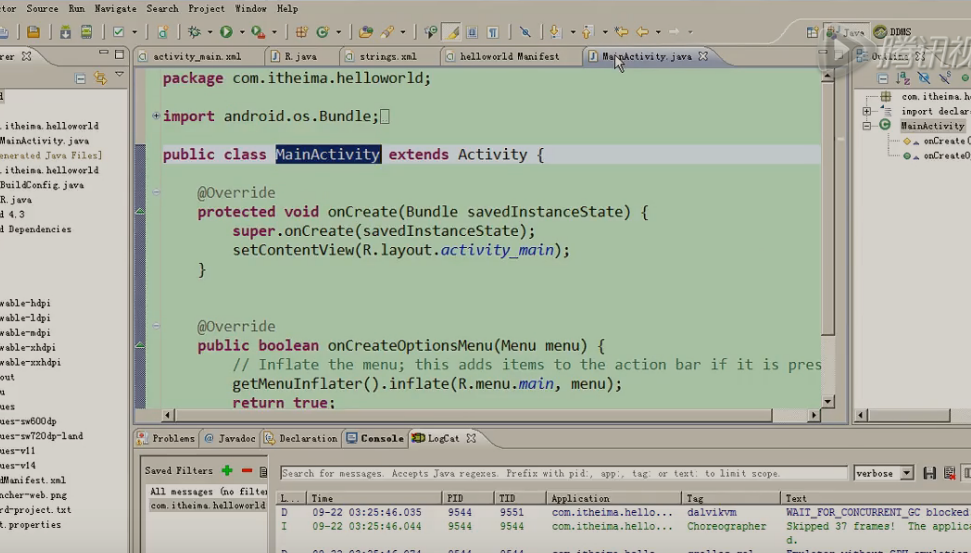 Source Run Navigate Search Project Window Help
Java DDMS
腾讯视
activity_main.xml R.java strings.xml helloworld Manifest MainActivity.java
.itheima.helloworld
MainActivity.java
enerated Java Files]
.itheima.helloworld
BuildConfig.java
R.java
d 4.3
d Dependencies
wable-hdpi
wable-ldpi
wable-mdpi
wable-xhdpi
wable-xxhdpi
out
u
ues
ues-sw600dp
ues-sw720dp-land
ues-v11
ues-v14
dManifest.xml
ncher-web.png
rd-project.txt
t.properties
package com.itheima.helloworld;
import android.os.Bundle;
public class MainActivity extends Activity {
@Override
protected void onCreate(Bundle savedInstanceState) {
super.onCreate(savedInstanceState);
setContentView(R.layout.activity_main);
}
@Override
public boolean onCreateOptionsMenu(Menu menu) {
// Inflate the menu; this adds items to the action bar if it is pres
getMenuInflater().inflate(R.menu.main, menu);
return true;
com.itheima.he
import declar
MainActivity
onCreate(
onCreateO
Problems @ Javadoc Declaration Console LogCat
Saved Filters
All messages (no filter
com.itheima.helloworld
Search for messages. Accepts Java regexes. Prefix with pid:, app:, tag: or text: to limit scope.
verbose
L... Time PID TID Application Tag Text
D 09-22 03:25:46.035 9544 9551 com.itheima.hello... dalvikvm WAIT_FOR_CONCURRENT_GC blocked
I 09-22 03:25:46.044 9544 9544 com.itheima.hello... Choreographer Skipped 37 frames! The applica
d.